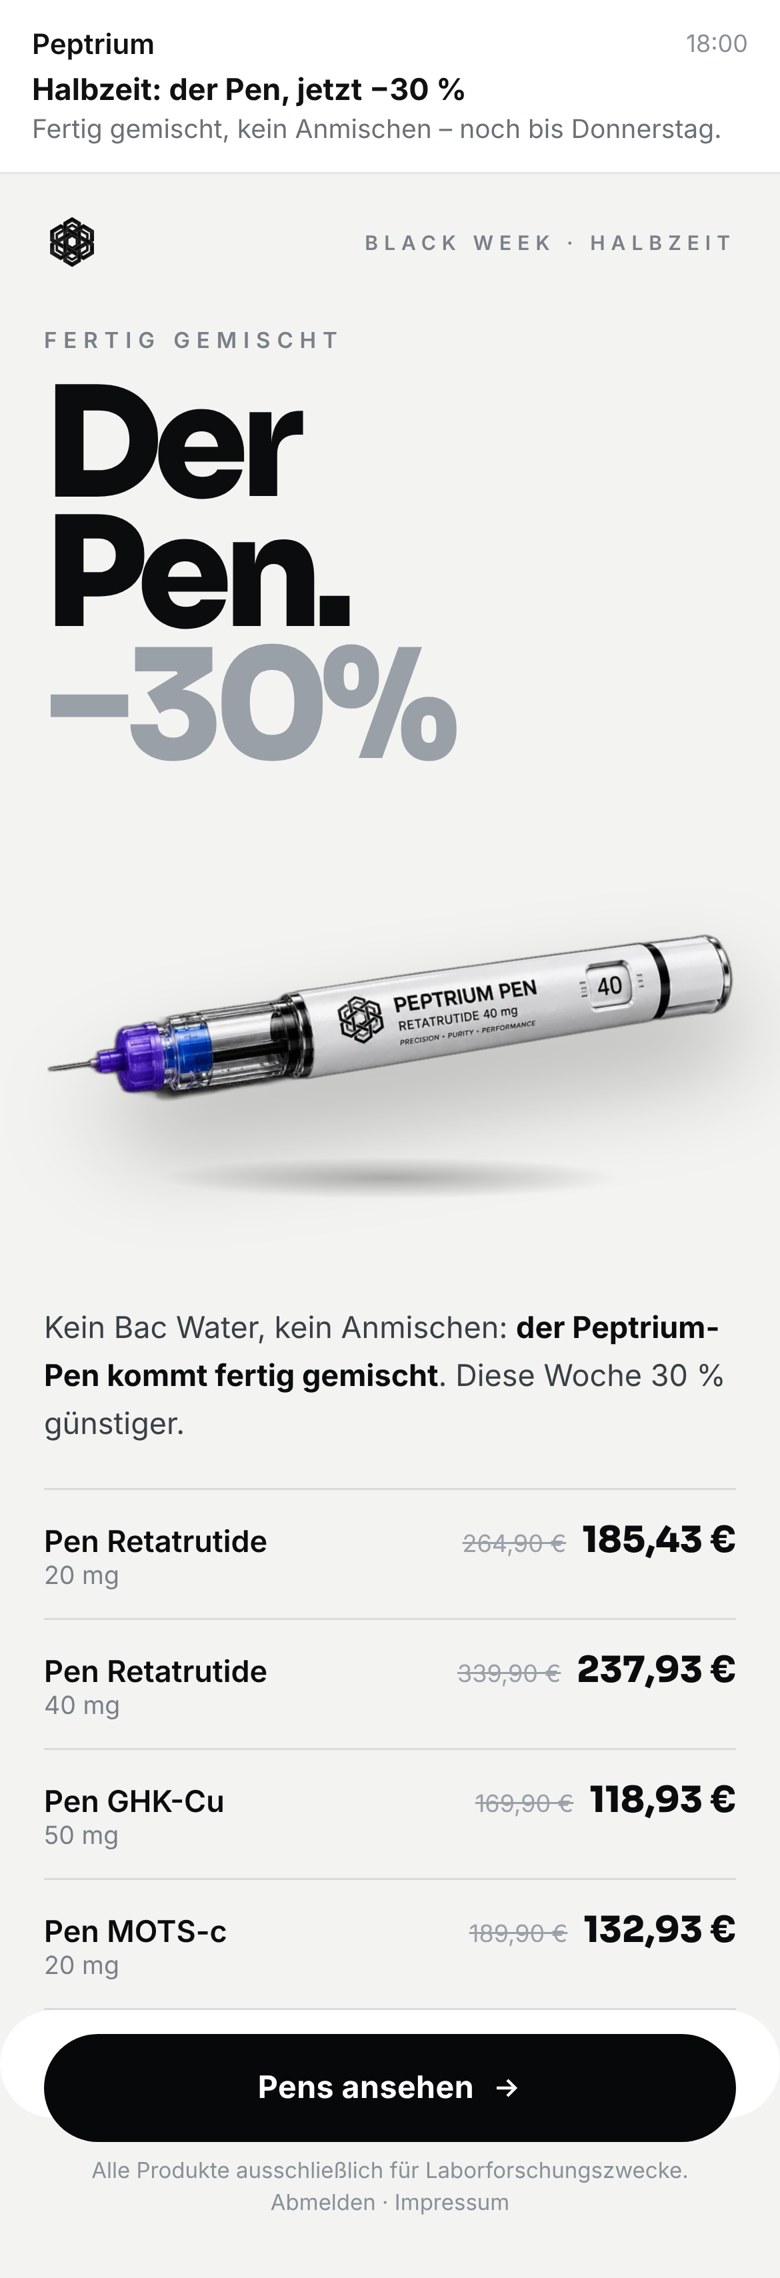 Peptrium 18:00
Halbzeit: der Pen, jetzt −30 %
Fertig gemischt, kein Anmischen – noch bis Donnerstag.
BLACK WEEK · HALBZEIT
FERTIG GEMISCHT
Der
Pen.
−30%
PEPTRIUM PEN
RETATRUTIDE 40 mg
PRECISION • PURITY • PERFORMANCE
40
Kein Bac Water, kein Anmischen: der Peptrium-
Pen kommt fertig gemischt. Diese Woche 30 %
günstiger.
Pen Retatrutide 264,90 € 185,43 €
20 mg
Pen Retatrutide 339,90 € 237,93 €
40 mg
Pen GHK-Cu 169,90 € 118,93 €
50 mg
Pen MOTS-c 189,90 € 132,93 €
20 mg
Pens ansehen →
Alle Produkte ausschließlich für Laborforschungszwecke.
Abmelden · Impressum